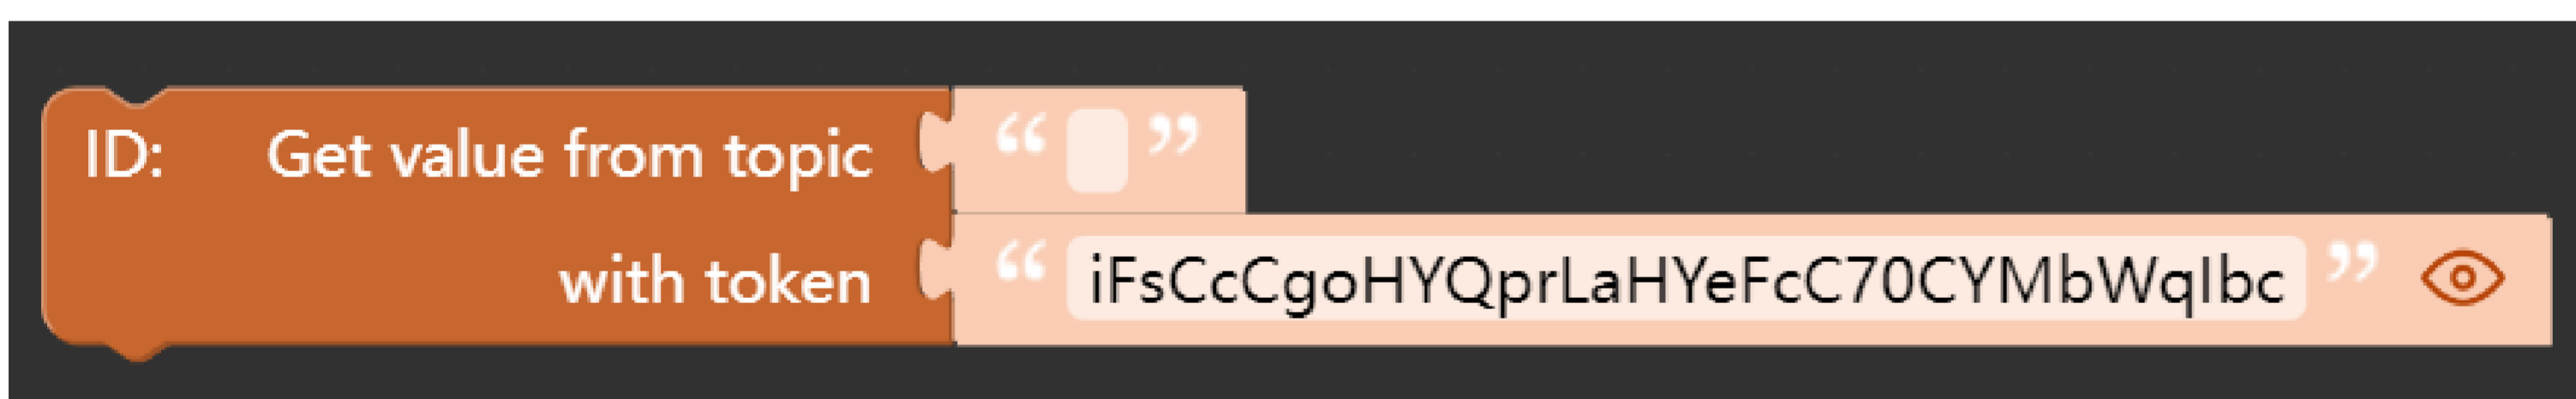 ID: Get value from topic “ ”
with token “ iFsCcCgoHYQprLaHYeFcC70CYMbWqIbc ”